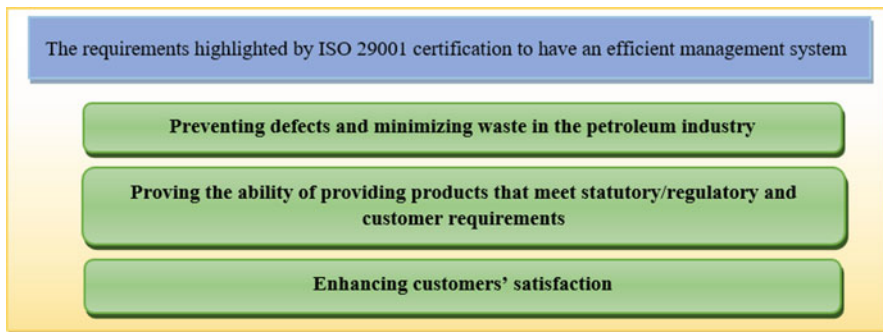 The requirements highlighted by ISO 29001 certification to have an efficient management system
Preventing defects and minimizing waste in the petroleum industry
Proving the ability of providing products that meet statutory/regulatory and
customer requirements
Enhancing customers’ satisfaction